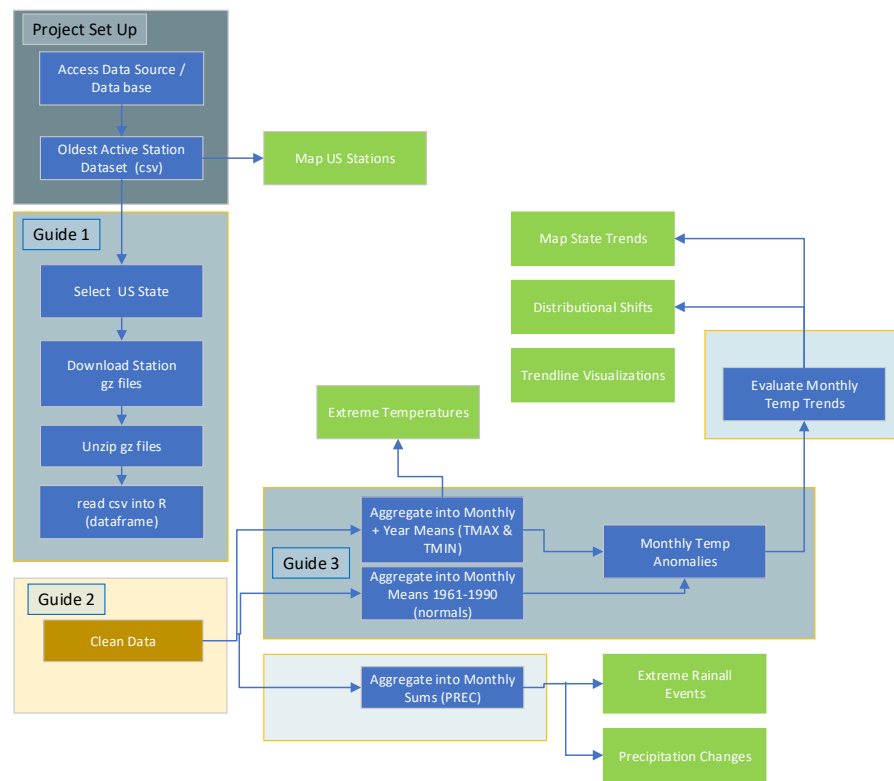 Project Set Up
Access Data Source /
Data base
Oldest Active Station
Dataset (csv)
Map US Stations
Guide 1
Select US State
Download Station
gz files
Unzip gz files
read csv into R
(dataframe)
Map State Trends
Distributional Shifts
Trendline Visualizations
Evaluate Monthly
Temp Trends
Extreme Temperatures
Aggregate into Monthly
+ Year Means (TMAX &
TMIN)
Guide 3
Aggregate into Monthly
Means 1961-1990
(normals)
Monthly Temp
Anomalies
Guide 2
Clean Data
Aggregate into Monthly
Sums (PREC)
Extreme Rainfall
Events
Precipitation Changes